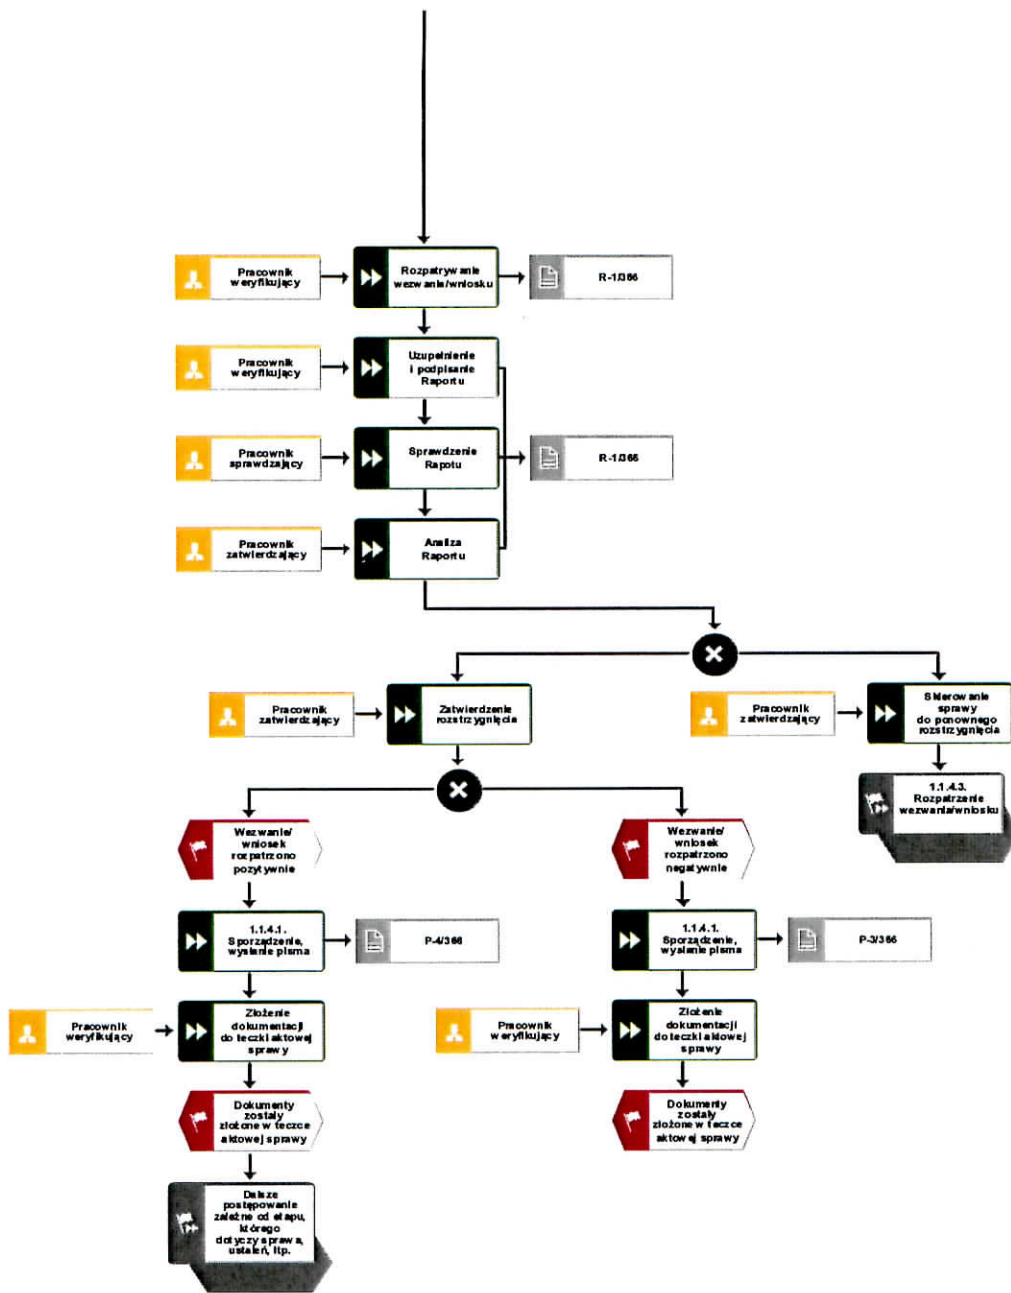 Pracownik
weryfikujący
Rozpatrywanie
wezwania/wniosku
R-1/366
Pracownik
weryfikujący
Uzupełnienie
i podpisanie
Raportu
Pracownik
sprawdzający
Sprawdzenie
Rapotu
R-1/366
Pracownik
zatwierdzający
Analiza
Raportu
Pracownik
zatwierdzający
Zatwierdzenie
rozstrzygnięcia
Pracownik
zatwierdzający
Skierowanie
sprawy
do ponownego
rozstrzygnięcia
1.1.4.3.
Rozpatrzenie
wezwania/wniosku
Wezwanie/
wniosek
rozpatrzono
pozytywnie
Wezwanie/
wniosek
rozpatrzono
negatywnie
1.1.4.1.
Sporządzenie,
wysłanie pisma
P-4/366
1.1.4.1.
Sporządzenie,
wysłanie pisma
P-3/366
Pracownik
weryfikujący
Złożenie
dokumentacji
do teczki aktowej
sprawy
Pracownik
weryfikujący
Złożenie
dokumentacji
do teczki aktowej
sprawy
Dokumenty
zostały
złożone w teczce
aktowej sprawy
Dokumenty
zostały
złożone w teczce
aktowej sprawy
Dalsze
postępowanie
zależne od etapu,
którego
dotyczy sprawa,
ustaleń, itp.